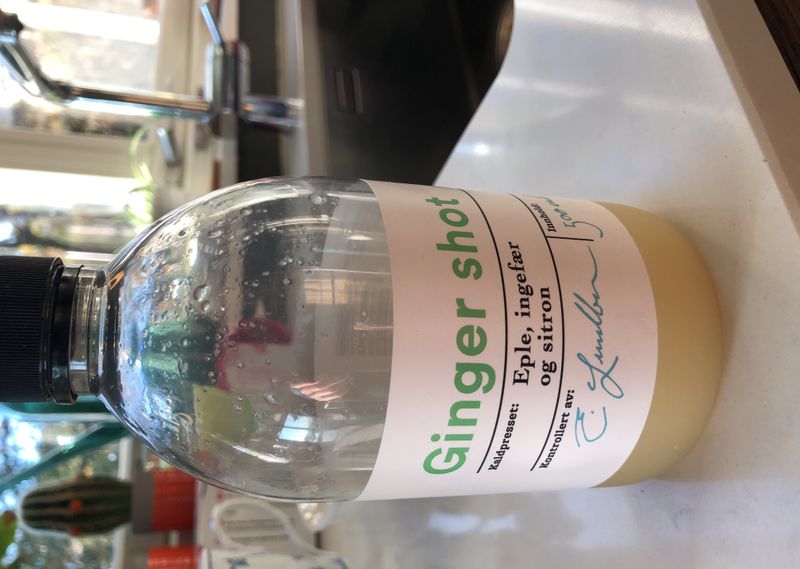 Ginger shot
Kaldpresset: Eple, ingefær
og sitron
Kontrollert av:
Innhold: